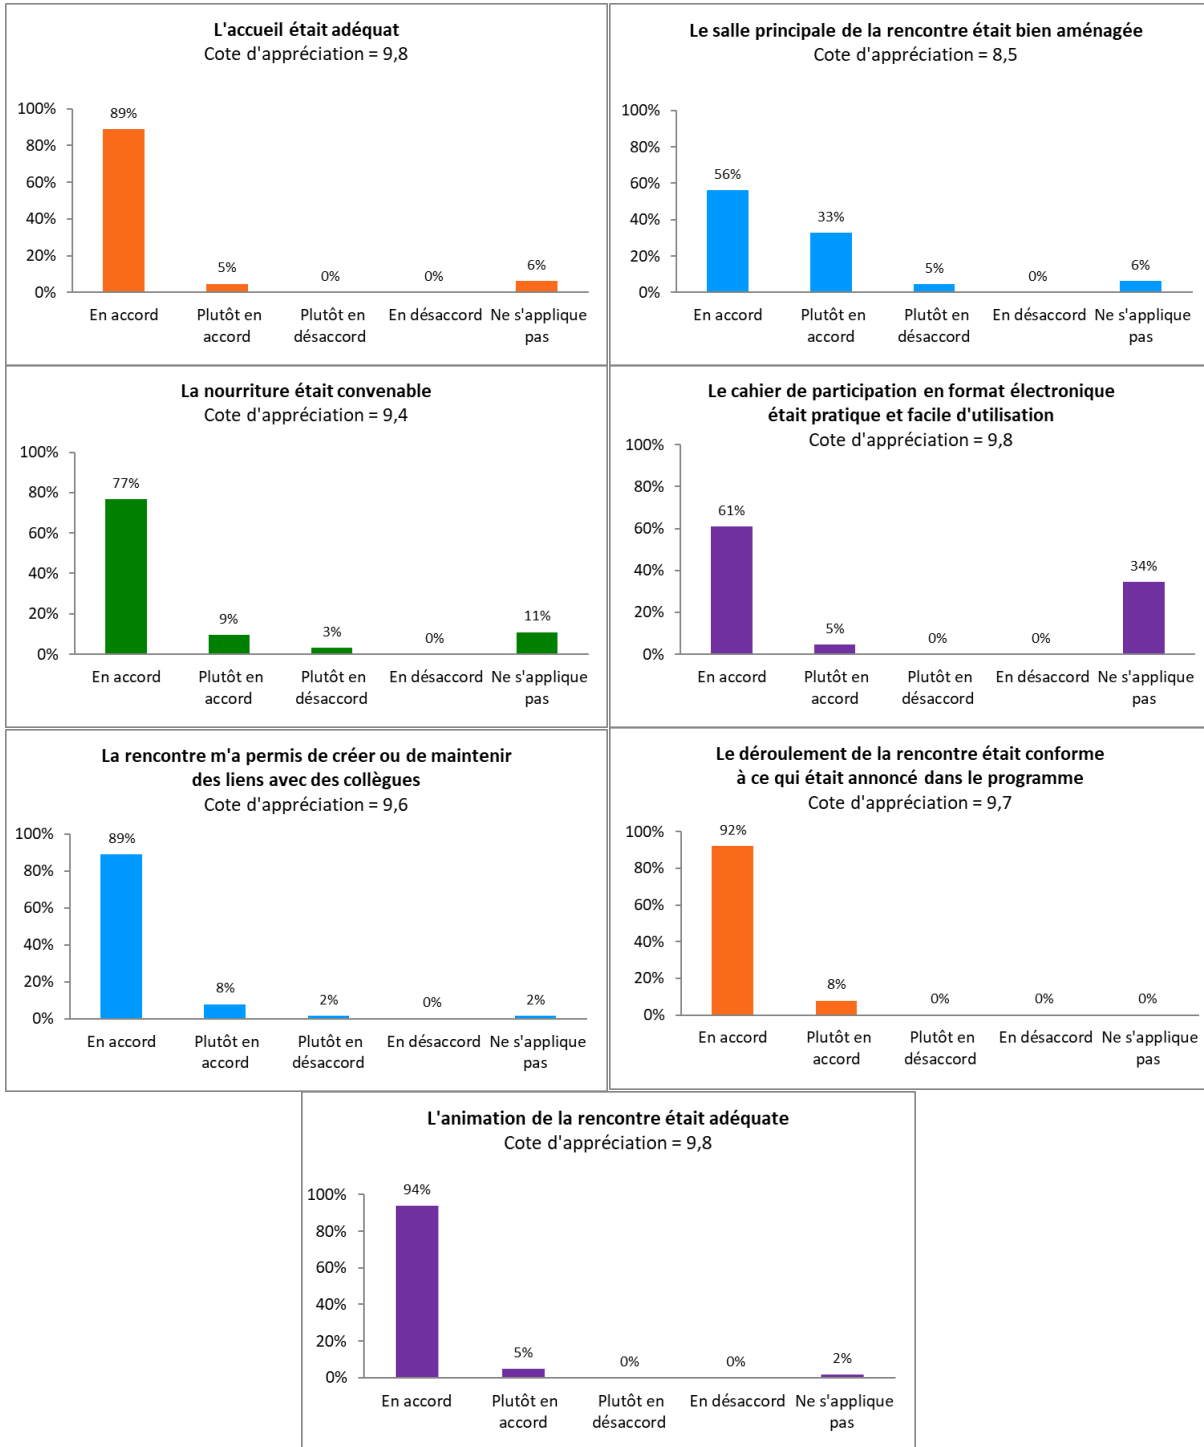 L'accueil était adéquat
Cote d'appréciation = 9,8
100%
80%
60%
40%
20%
0%
89%
5%
0%
0%
6%
En accord
Plutôt en
accord
Plutôt en
désaccord
En désaccord
Ne s'applique
pas
Le salle principale de la rencontre était bien aménagée
Cote d'appréciation = 8,5
100%
80%
60%
40%
20%
0%
56%
33%
5%
0%
6%
En accord
Plutôt en
accord
Plutôt en
désaccord
En désaccord
Ne s'applique
pas
La nourriture était convenable
Cote d'appréciation = 9,4
100%
80%
60%
40%
20%
0%
77%
9%
3%
0%
11%
En accord
Plutôt en
accord
Plutôt en
désaccord
En désaccord
Ne s'applique
pas
Le cahier de participation en format électronique
était pratique et facile d'utilisation
Cote d'appréciation = 9,8
100%
80%
60%
40%
20%
0%
61%
5%
0%
0%
34%
En accord
Plutôt en
accord
Plutôt en
désaccord
En désaccord
Ne s'applique
pas
La rencontre m'a permis de créer ou de maintenir
des liens avec des collègues
Cote d'appréciation = 9,6
100%
80%
60%
40%
20%
0%
89%
8%
2%
0%
2%
En accord
Plutôt en
accord
Plutôt en
désaccord
En désaccord
Ne s'applique
pas
Le déroulement de la rencontre était conforme
à ce qui était annoncé dans le programme
Cote d'appréciation = 9,7
100%
80%
60%
40%
20%
0%
92%
8%
0%
0%
0%
En accord
Plutôt en
accord
Plutôt en
désaccord
En désaccord
Ne s'applique
pas
L'animation de la rencontre était adéquate
Cote d'appréciation = 9,8
100%
80%
60%
40%
20%
0%
94%
5%
0%
0%
2%
En accord
Plutôt en
accord
Plutôt en
désaccord
En désaccord
Ne s'applique
pas